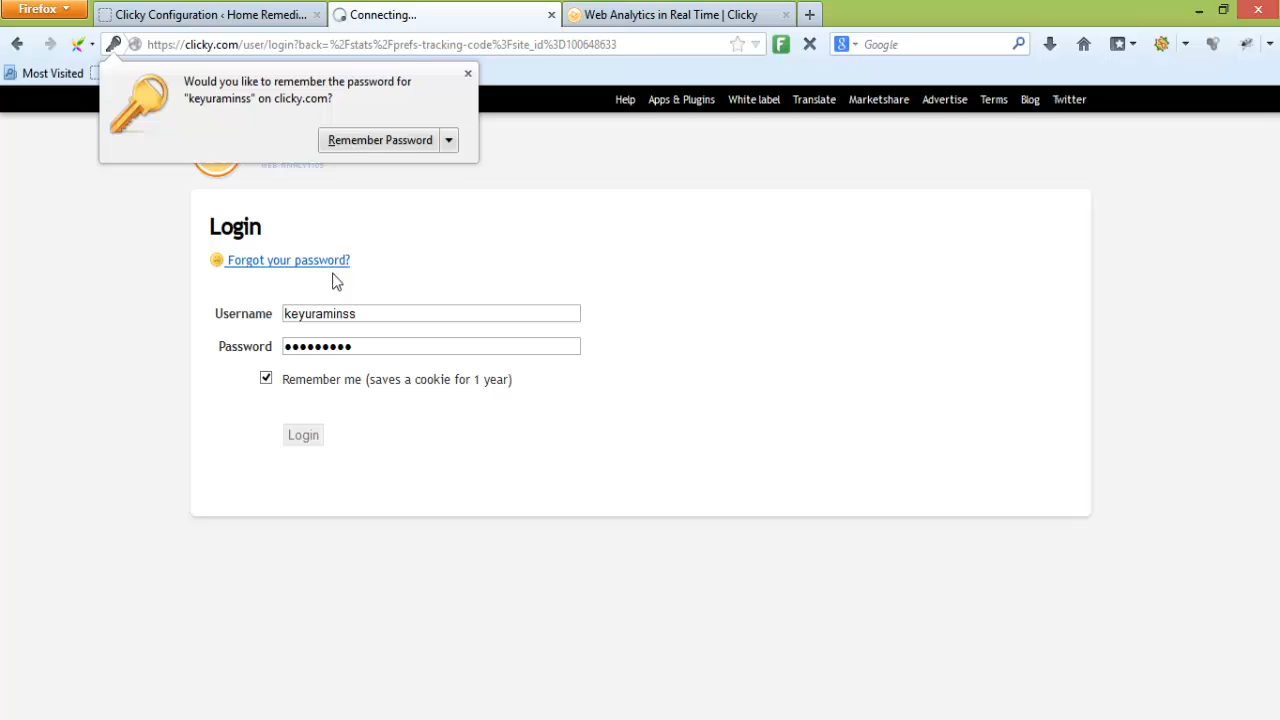 Firefox
Clicky Configuration ‹ Home Remedi...
Connecting...
Web Analytics in Real Time | Clicky
https://clicky.com/user/login?back=%2Fstats%2Fprefs-tracking-code%3Fsite_id%3D100648633
Google
Most Visited
Would you like to remember the password for
"keyuraminss" on clicky.com?
Remember Password
Help
Apps & Plugins
White label
Translate
Marketshare
Advertise
Terms
Blog
Twitter
WEB ANALYTICS
Login
Forgot your password?
Username
keyuraminss
Password
Remember me (saves a cookie for 1 year)
Login